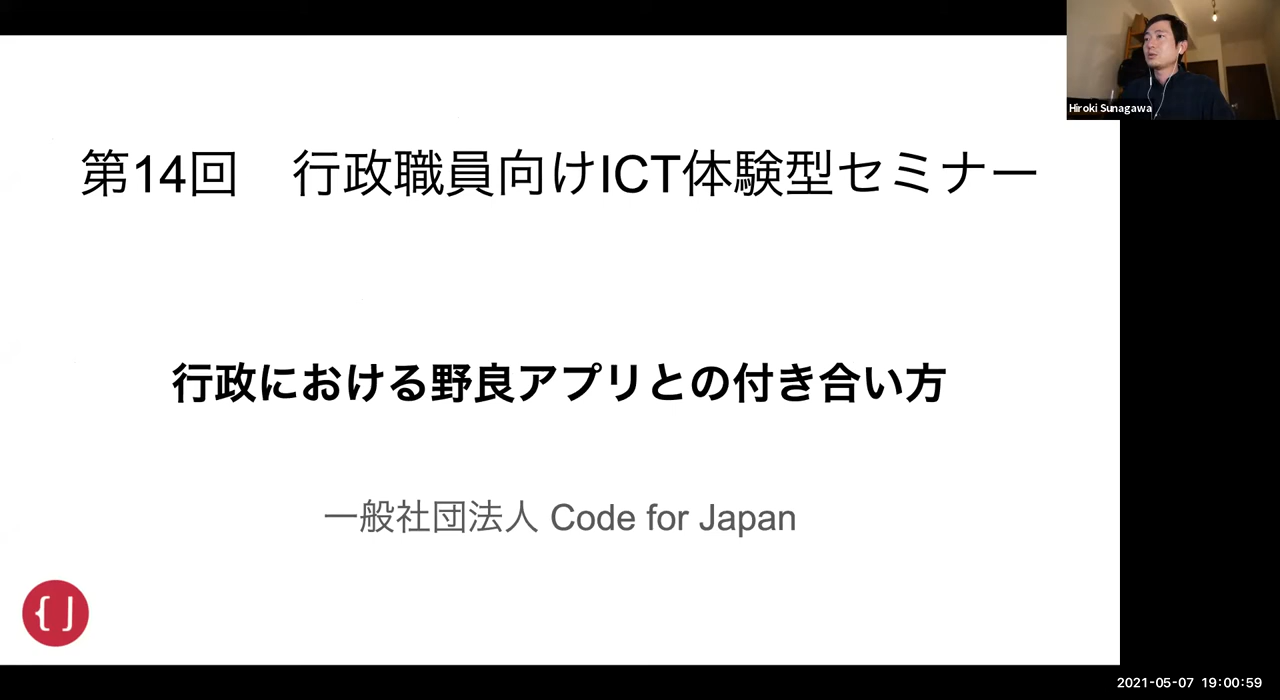 Hiroki Sunagawa
第14回　行政職員向けICT体験型セミナー
行政における野良アプリとの付き合い方
一般社団法人 Code for Japan
{ J
2021-05-07 19:00:59